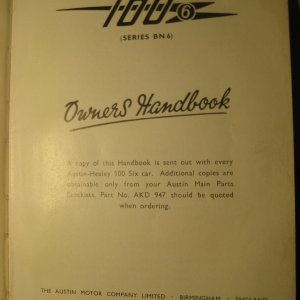 100 6
(SERIES BN6)
Owners Handbook
A copy of this Handbook is sent out with every
Austin-Healey 100 Six car. Additional copies are
obtainable only from your Austin Main Parts
Stockists. Part No. AKD 947 should be quoted
when ordering.
THE AUSTIN MOTOR COMPANY LIMITED · BIRMINGHAM · ENGLAND